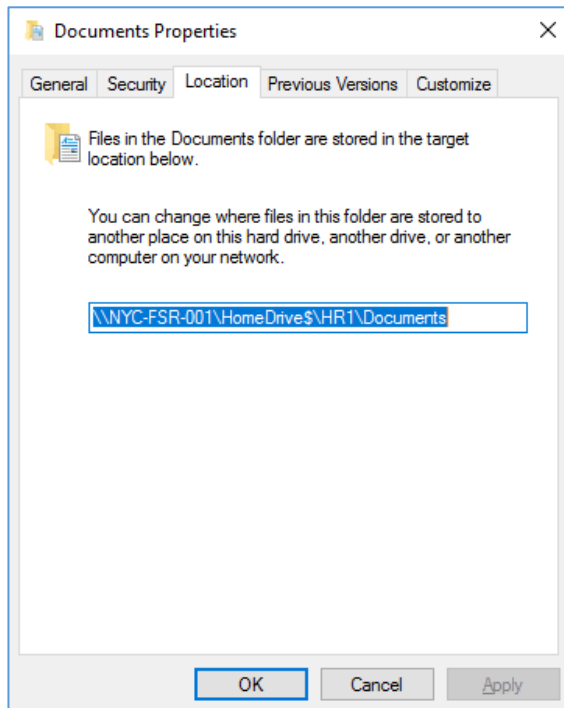 Documents Properties
General Security Location Previous Versions Customize
Files in the Documents folder are stored in the target
location below.
You can change where files in this folder are stored to
another place on this hard drive, another drive, or another
computer on your network.
\\NYC-FSR-001\HomeDrive$\HR1\Documents
OK Cancel Apply